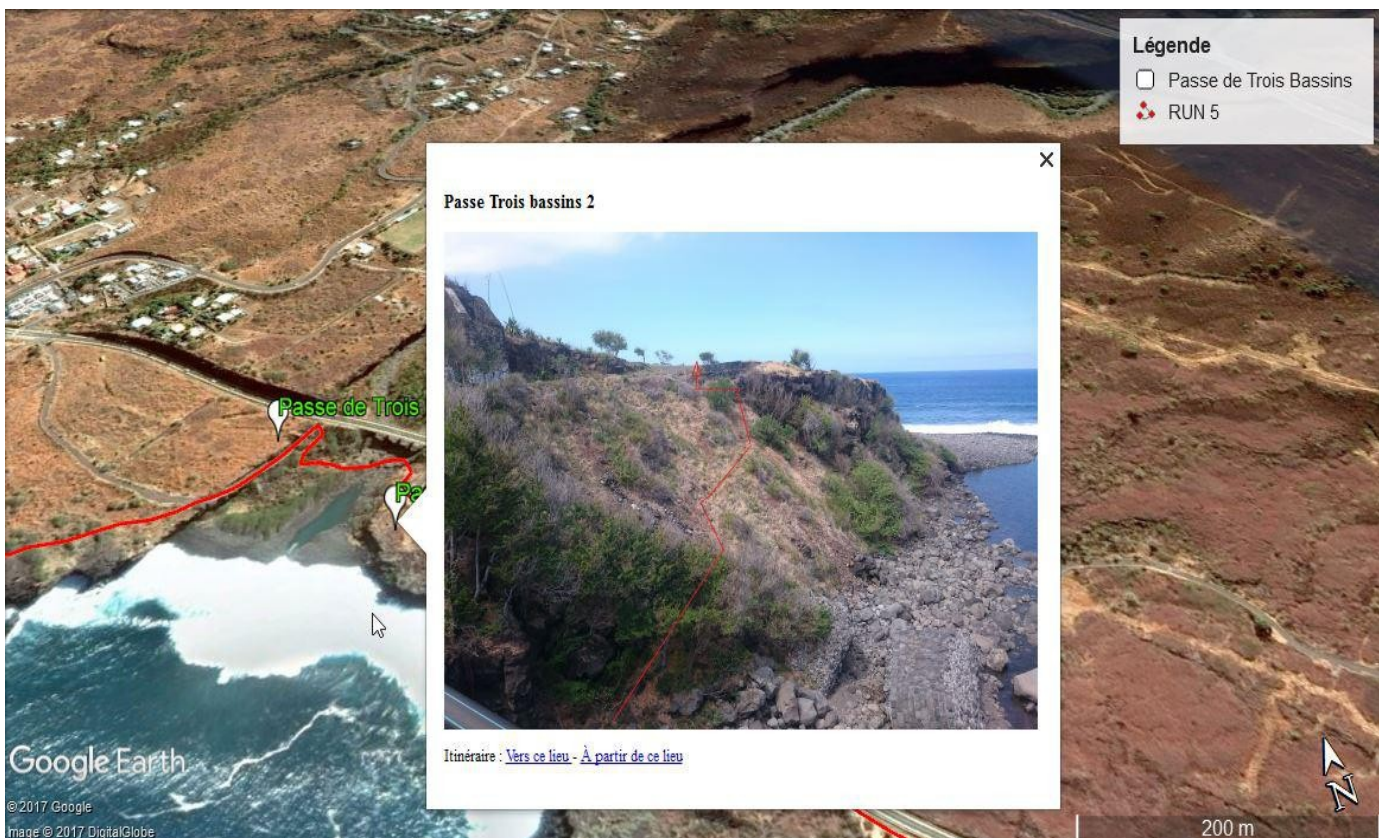 Légende
Passe de Trois Bassins
RUN 5
Passe Trois bassins 2
Passe de Trois
Pa
Itinéraire : Vers ce lieu - À partir de ce lieu
Google Earth
© 2017 Google
Image © 2017 DigitalGlobe
N
200 m